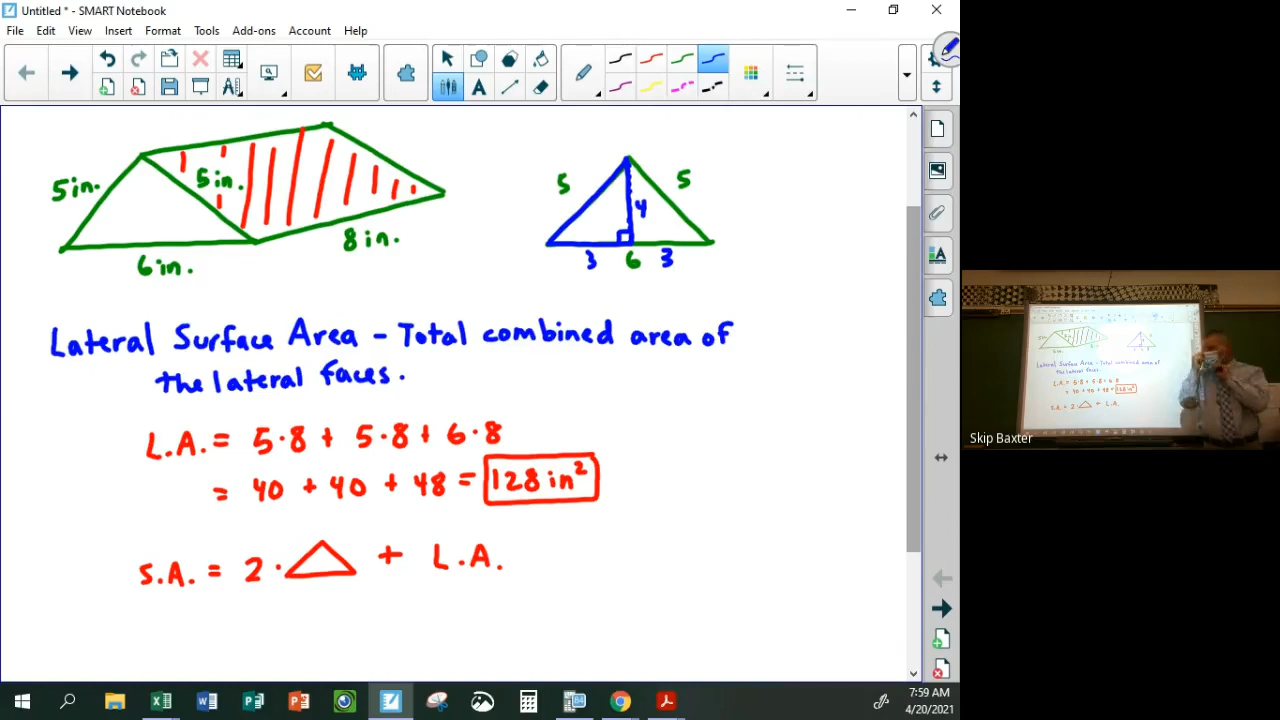 Untitled * - SMART Notebook
File Edit View Insert Format Tools Add-ons Account Help
5in. 5in. 6in. 8in.
5 5 4 3 6 3
Lateral Surface Area - Total combined area of
the lateral faces.
L.A. = 5·8 + 5·8 + 6·8
= 40 + 40 + 48 = 128 in²
S.A. = 2· + L.A.
Skip Baxter
7:59 AM
4/20/2021